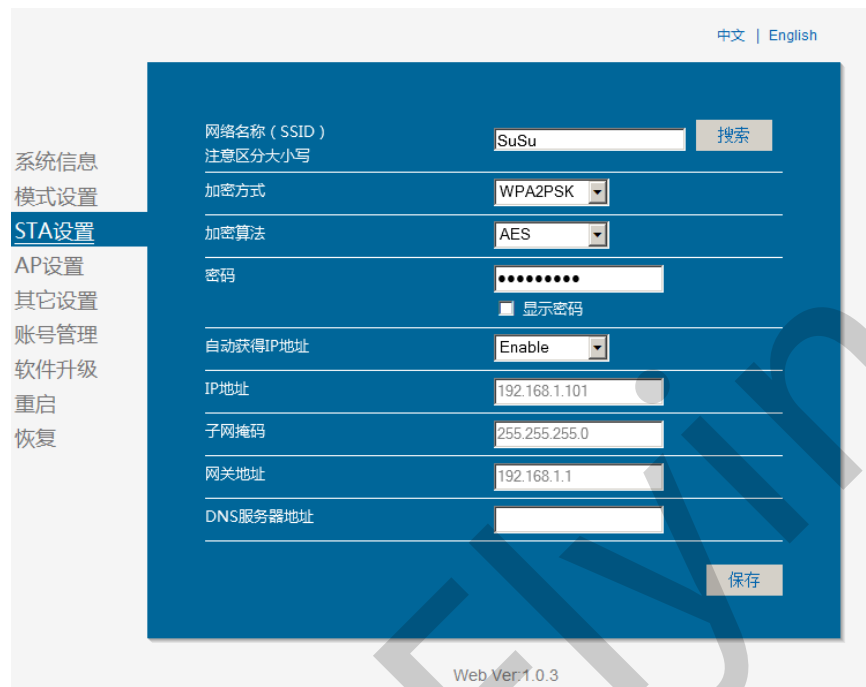 中文 | English
网络名称（SSID）
注意区分大小写
SuSu
搜索
系统信息
模式设置
STA设置
AP设置
其它设置
账号管理
软件升级
重启
恢复
加密方式
WPA2PSK
加密算法
AES
密码
•••••••••
显示密码
自动获得IP地址
Enable
IP地址
192.168.1.101
子网掩码
255.255.255.0
网关地址
192.168.1.1
DNS服务器地址
保存
Web Ver:1.0.3
Flyin